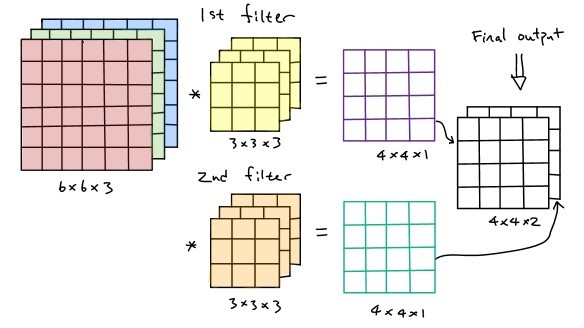 1st filter
*
=
3 x 3 x 3
6 x 6 x 3
4 x 4 x 1
Final output
2nd filter
*
=
3 x 3 x 3
4 x 4 x 1
4 x 4 x 2